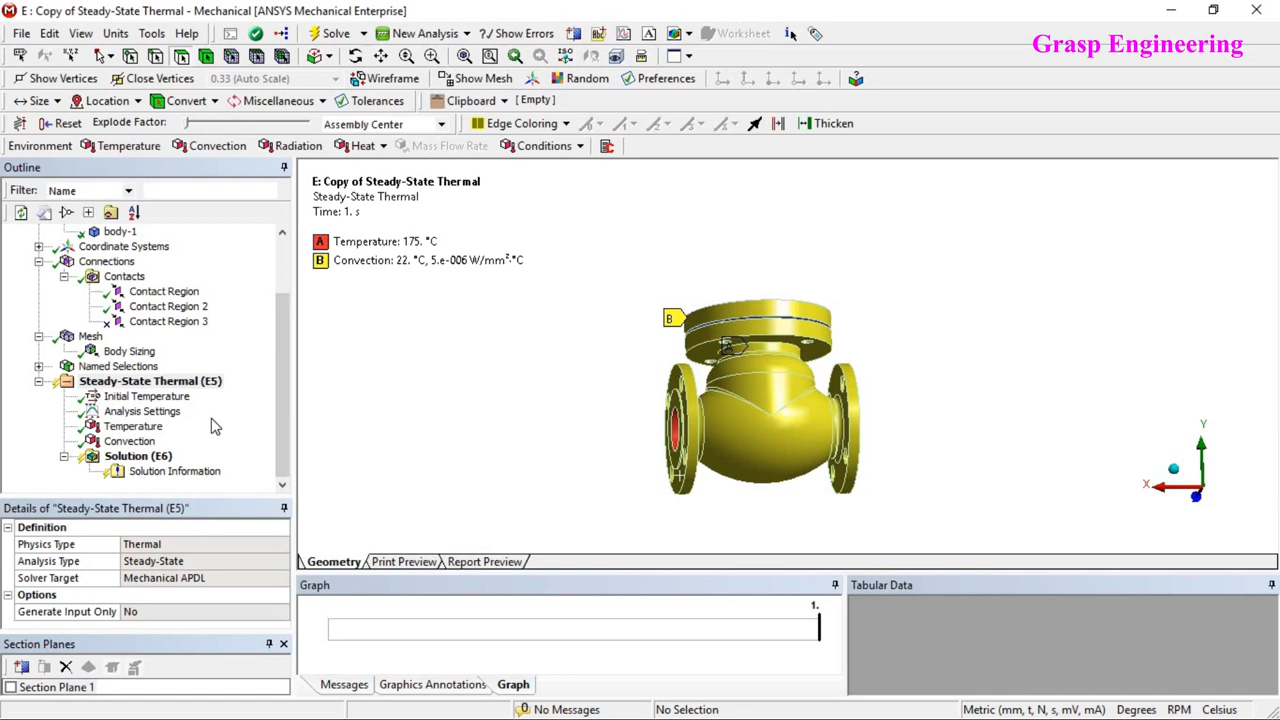 E : Copy of Steady-State Thermal - Mechanical [ANSYS Mechanical Enterprise]
File Edit View Units Tools Help Solve New Analysis ?/ Show Errors Worksheet
Grasp Engineering
Show Vertices Close Vertices 0.33 (Auto Scale) Wireframe Show Mesh Random Preferences
Size Location Convert Miscellaneous Tolerances Clipboard [ Empty ]
Reset Explode Factor: Assembly Center Edge Coloring Thicken
Environment Temperature Convection Radiation Heat Mass Flow Rate Conditions
Outline
Filter: Name
body-1
Coordinate Systems
Connections
Contacts
Contact Region
Contact Region 2
Contact Region 3
Mesh
Body Sizing
Named Selections
Steady-State Thermal (E5)
Initial Temperature
Analysis Settings
Temperature
Convection
Solution (E6)
Solution Information
Details of "Steady-State Thermal (E5)"
Definition
Physics Type Thermal
Analysis Type Steady-State
Solver Target Mechanical APDL
Options
Generate Input Only No
Section Planes
Section Plane 1
E: Copy of Steady-State Thermal
Steady-State Thermal
Time: 1. s
A Temperature: 175. °C
B Convection: 22. °C, 5.e-006 W/mm²·°C
B
Y
X
Geometry Print Preview Report Preview
Graph
1.
Messages Graphics Annotations Graph
Tabular Data
0 No Messages No Selection Metric (mm, t, N, s, mV, mA) Degrees RPM Celsius